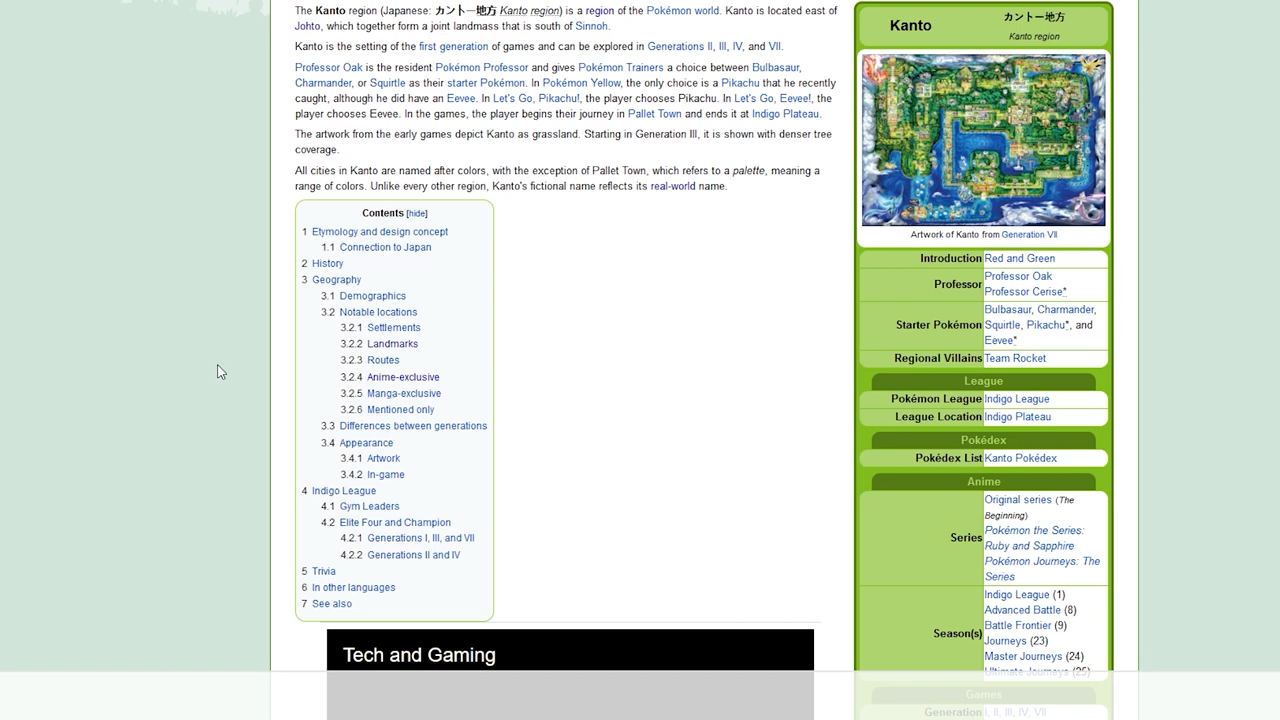 The Kanto region (Japanese: カントー地方 Kanto region) is a region of the Pokémon world. Kanto is located east of
Johto, which together form a joint landmass that is south of Sinnoh.
Kanto is the setting of the first generation of games and can be explored in Generations II, III, IV, and VII.
Professor Oak is the resident Pokémon Professor and gives Pokémon Trainers a choice between Bulbasaur,
Charmander, or Squirtle as their starter Pokémon. In Pokémon Yellow, the only choice is a Pikachu that he recently
caught, although he did have an Eevee. In Let's Go, Pikachu!, the player chooses Pikachu. In Let's Go, Eevee!, the
player chooses Eevee. In the games, the player begins their journey in Pallet Town and ends it at Indigo Plateau.
The artwork from the early games depict Kanto as grassland. Starting in Generation III, it is shown with denser tree
coverage.
All cities in Kanto are named after colors, with the exception of Pallet Town, which refers to a palette, meaning a
range of colors. Unlike every other region, Kanto's fictional name reflects its real-world name.
Contents [hide]
1 Etymology and design concept
1.1 Connection to Japan
2 History
3 Geography
3.1 Demographics
3.2 Notable locations
3.2.1 Settlements
3.2.2 Landmarks
3.2.3 Routes
3.2.4 Anime-exclusive
3.2.5 Manga-exclusive
3.2.6 Mentioned only
3.3 Differences between generations
3.4 Appearance
3.4.1 Artwork
3.4.2 In-game
4 Indigo League
4.1 Gym Leaders
4.2 Elite Four and Champion
4.2.1 Generations I, III, and VII
4.2.2 Generations II and IV
5 Trivia
6 In other languages
7 See also
Tech and Gaming
Kanto
カントー地方
Kanto region
Artwork of Kanto from Generation VII
Introduction Red and Green
Professor Professor Oak
Professor Cerise*
Starter Pokémon Bulbasaur, Charmander,
Squirtle, Pikachu*, and
Eevee*
Regional Villains Team Rocket
League
Pokémon League Indigo League
League Location Indigo Plateau
Pokédex
Pokédex List Kanto Pokédex
Anime
Series Original series (The
Beginning)
Pokémon the Series:
Ruby and Sapphire
Pokémon Journeys: The
Series
Season(s) Indigo League (1)
Advanced Battle (8)
Battle Frontier (9)
Journeys (23)
Master Journeys (24)
Ultimate Journeys (25)
Games
Generation I, II, III, IV, VII